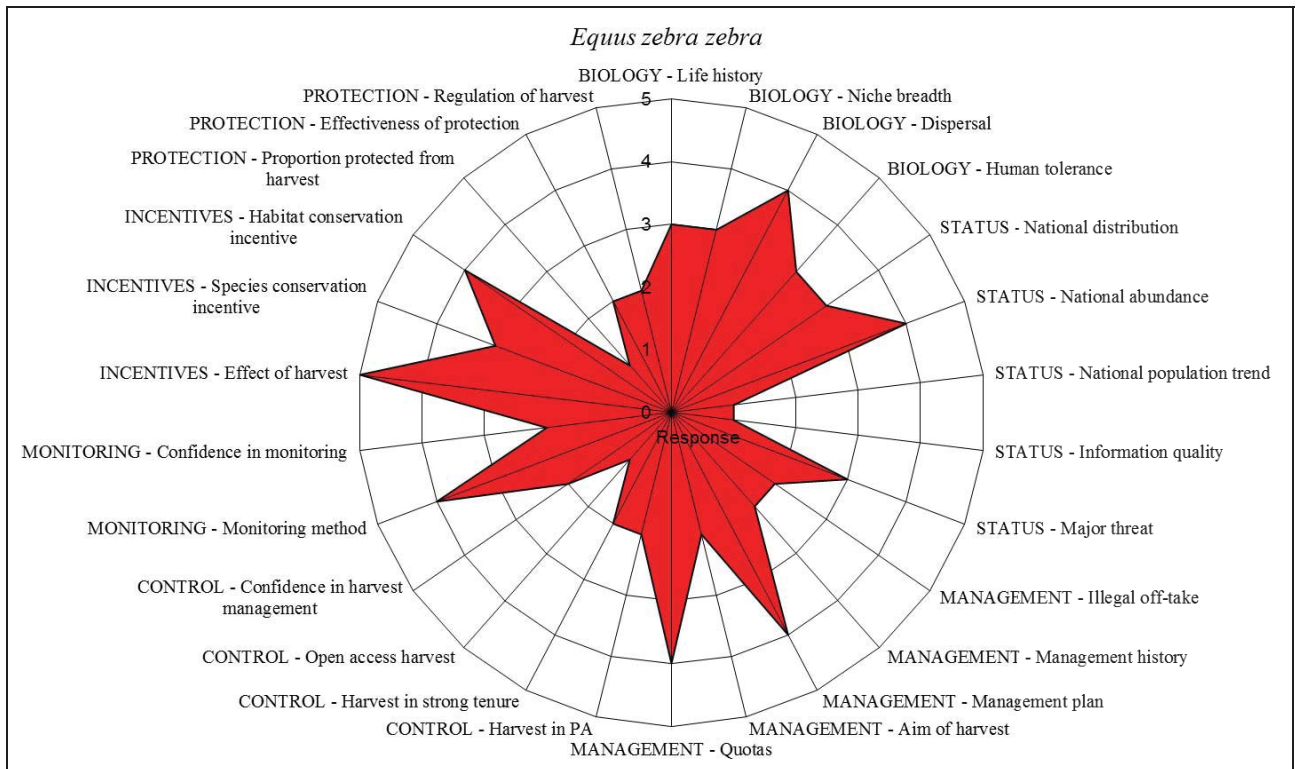 Equus zebra zebra
BIOLOGY - Life history
BIOLOGY - Niche breadth
BIOLOGY - Dispersal
BIOLOGY - Human tolerance
STATUS - National distribution
STATUS - National abundance
STATUS - National population trend
STATUS - Information quality
STATUS - Major threat
MANAGEMENT - Illegal off-take
MANAGEMENT - Management history
MANAGEMENT - Management plan
MANAGEMENT - Aim of harvest
MANAGEMENT - Quotas
CONTROL - Harvest in PA
CONTROL - Harvest in strong tenure
CONTROL - Open access harvest
CONTROL - Confidence in harvest
management
MONITORING - Monitoring method
MONITORING - Confidence in monitoring
INCENTIVES - Effect of harvest
INCENTIVES - Species conservation
incentive
INCENTIVES - Habitat conservation
incentive
PROTECTION - Proportion protected from
harvest
PROTECTION - Effectiveness of protection
PROTECTION - Regulation of harvest
5
4
3
2
1
0
Response